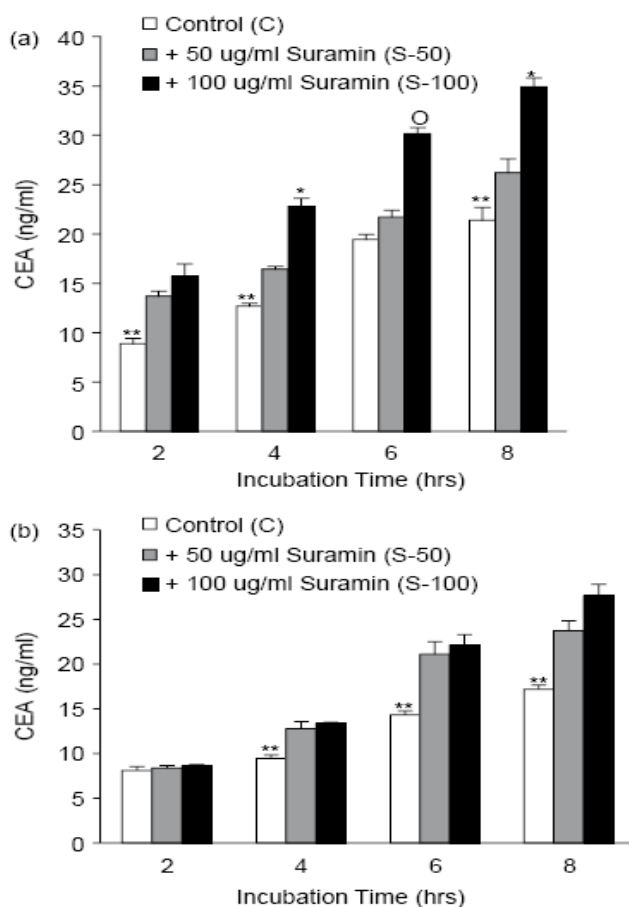 (a)
Control (C)
+ 50 ug/ml Suramin (S-50)
+ 100 ug/ml Suramin (S-100)
CEA (ng/ml)
40
35
30
25
20
15
10
5
0
**
**
*
O
**
*
2 4 6 8
Incubation Time (hrs)
(b)
Control (C)
+ 50 ug/ml Suramin (S-50)
+ 100 ug/ml Suramin (S-100)
CEA (ng/ml)
35
30
25
20
15
10
5
0
**
**
**
2 4 6 8
Incubation Time (hrs)